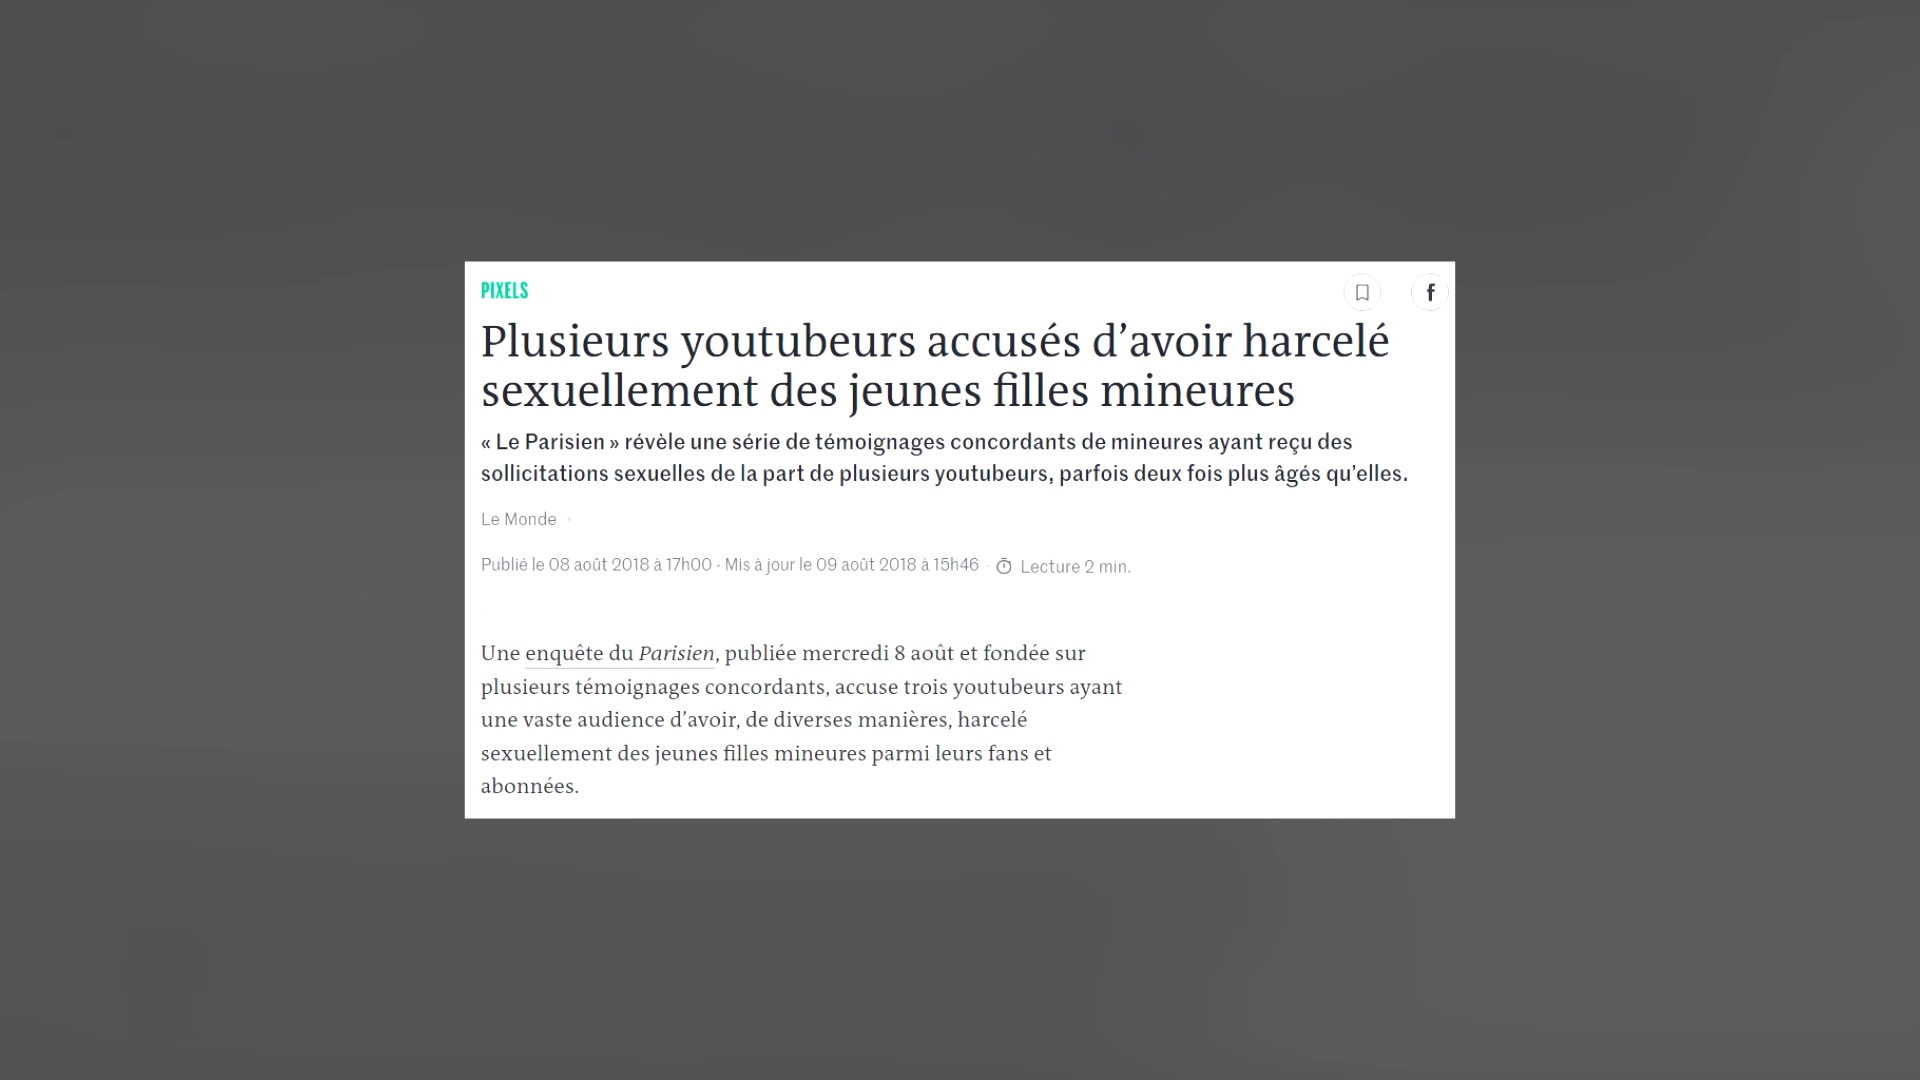 PIXELS
f
Plusieurs youtubeurs accusés d’avoir harcelé
sexuellement des jeunes filles mineures
« Le Parisien » révèle une série de témoignages concordants de mineures ayant reçu des
sollicitations sexuelles de la part de plusieurs youtubeurs, parfois deux fois plus âgés qu’elles.
Le Monde
Publié le 08 août 2018 à 17h00 - Mis à jour le 09 août 2018 à 15h46 · Lecture 2 min.
Une enquête du Parisien, publiée mercredi 8 août et fondée sur
plusieurs témoignages concordants, accuse trois youtubeurs ayant
une vaste audience d’avoir, de diverses manières, harcelé
sexuellement des jeunes filles mineures parmi leurs fans et
abonnées.